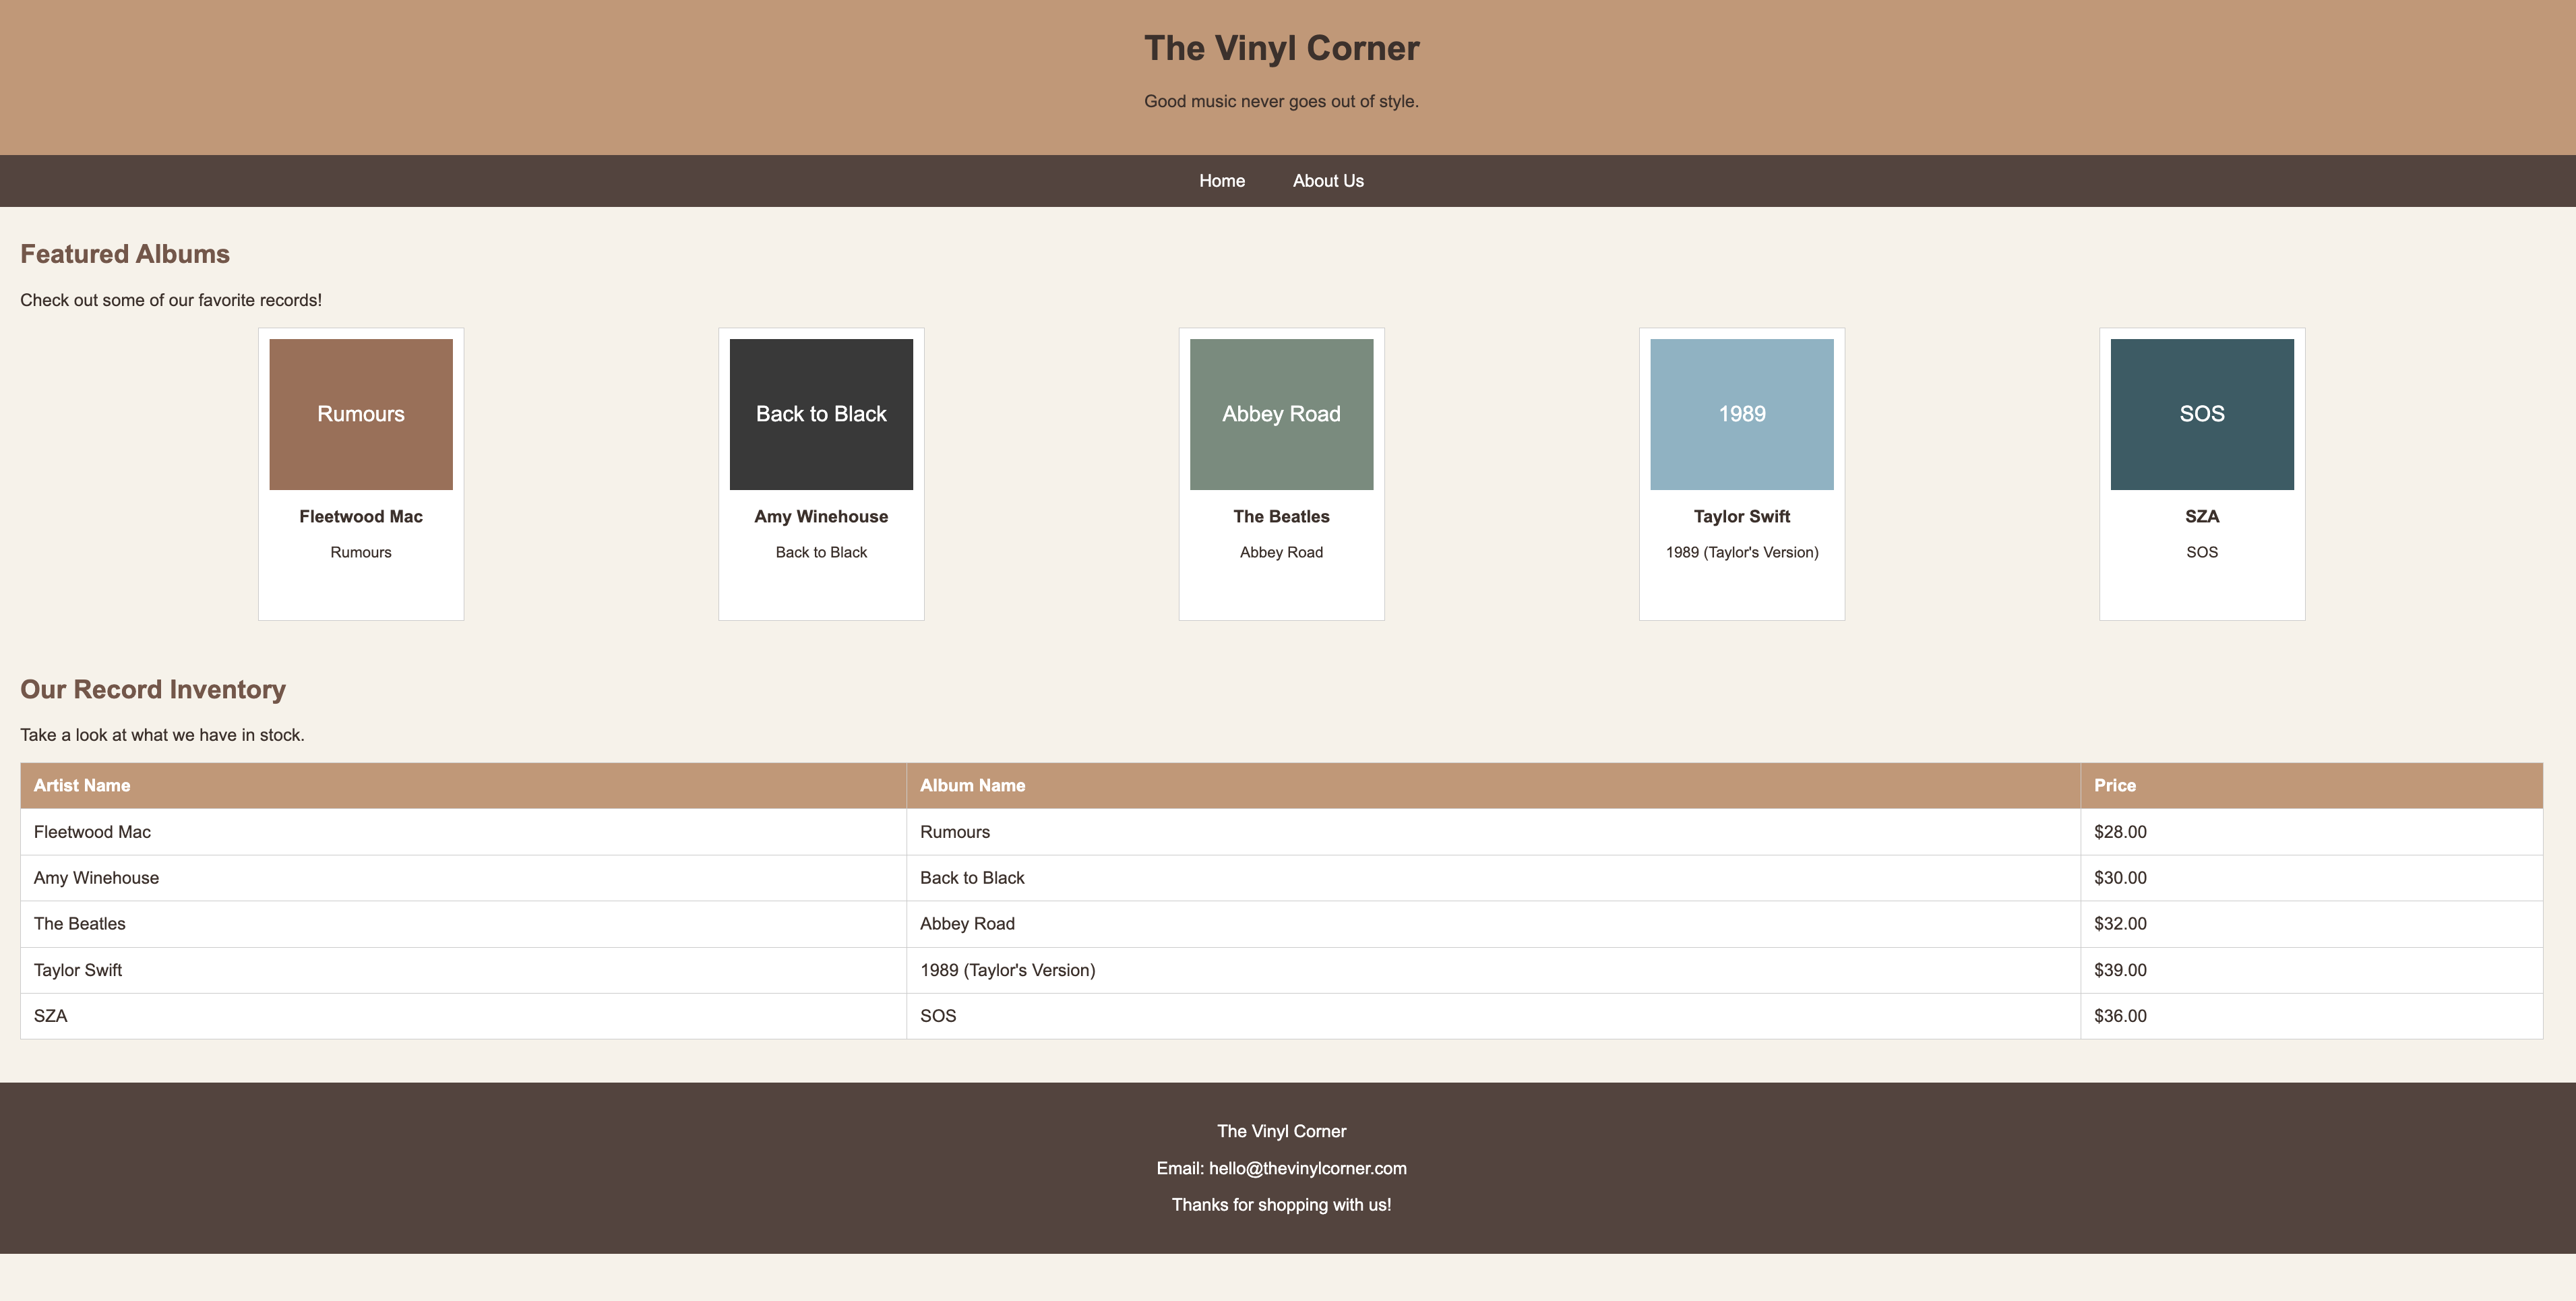 The Vinyl Corner
Good music never goes out of style.
Home About Us
Featured Albums
Check out some of our favorite records!
Rumours
Fleetwood Mac
Rumours
Back to Black
Amy Winehouse
Back to Black
Abbey Road
The Beatles
Abbey Road
1989
Taylor Swift
1989 (Taylor's Version)
SOS
SZA
SOS
Our Record Inventory
Take a look at what we have in stock.
Artist Name Album Name Price
Fleetwood Mac Rumours $28.00
Amy Winehouse Back to Black $30.00
The Beatles Abbey Road $32.00
Taylor Swift 1989 (Taylor's Version) $39.00
SZA SOS $36.00
The Vinyl Corner
Email: hello@thevinylcorner.com
Thanks for shopping with us!